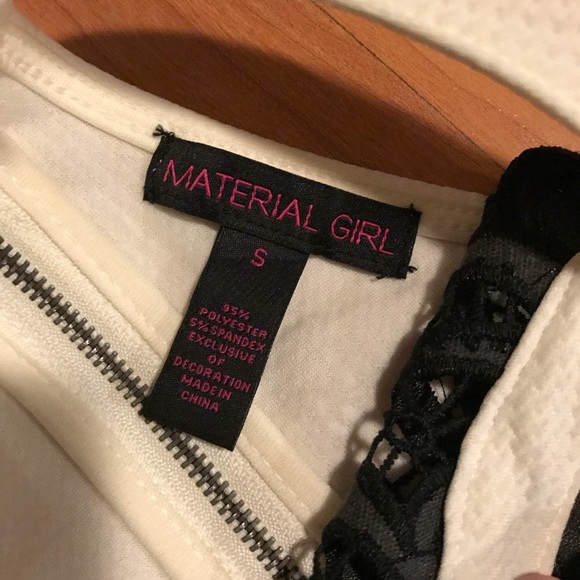 MATERIAL GIRL
S
95%
POLYESTER
5% SPANDEX
EXCLUSIVE
OF
DECORATION
MADE IN
CHINA